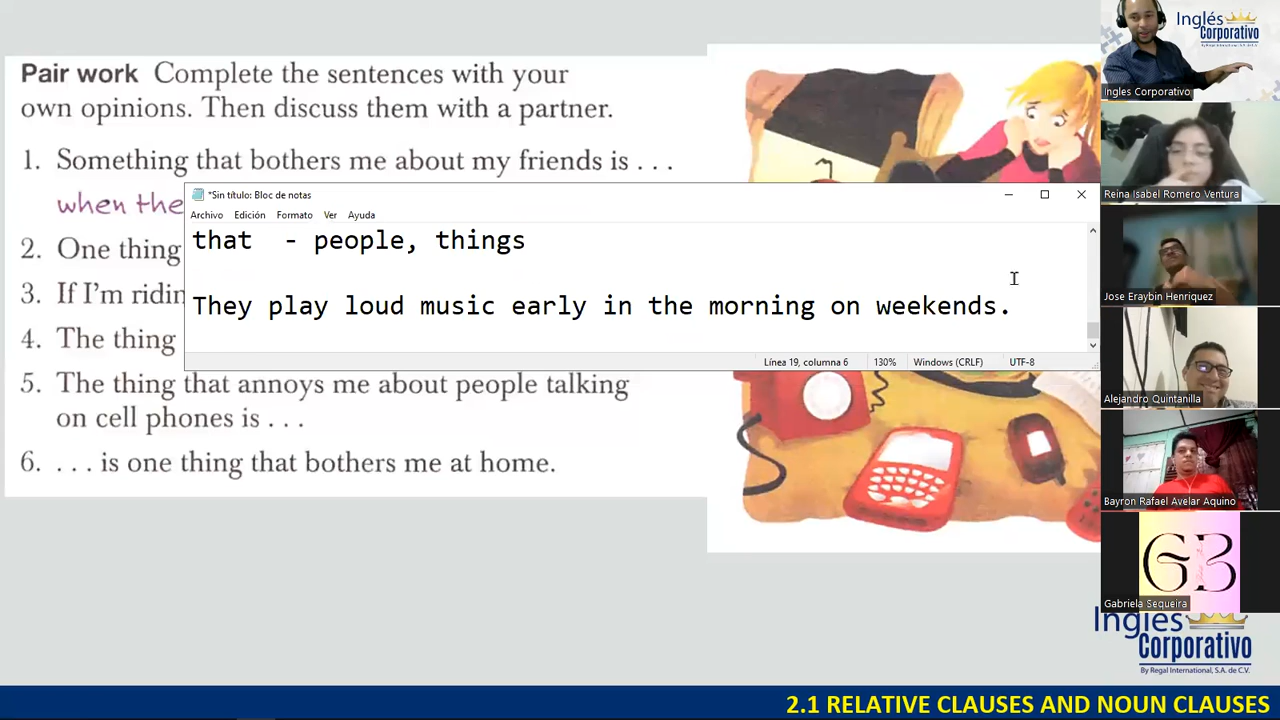 Pair work Complete the sentences with your
own opinions. Then discuss them with a partner.
1. Something that bothers me about my friends is . . .
when the
2. One thing
3. If I'm ridin
4. The thing
5. The thing that annoys me about people talking
on cell phones is . . .
6. . . . is one thing that bothers me at home.
*Sin título: Bloc de notas
Archivo Edición Formato Ver Ayuda
that - people, things
They play loud music early in the morning on weekends.
Línea 19, columna 6 130% Windows (CRLF) UTF-8
Inglés
Corporativo
By Regal International, S.A. de C.V.
Ingles Corporativo
Reina Isabel Romero Ventura
Jose Eraybin Henriquez
Alejandro Quintanilla
Bayron Rafael Avelar Aquino
GB
Gabriela Sequeira
Inglés
Corporativo
By Regal International, S.A. de C.V.
2.1 RELATIVE CLAUSES AND NOUN CLAUSES